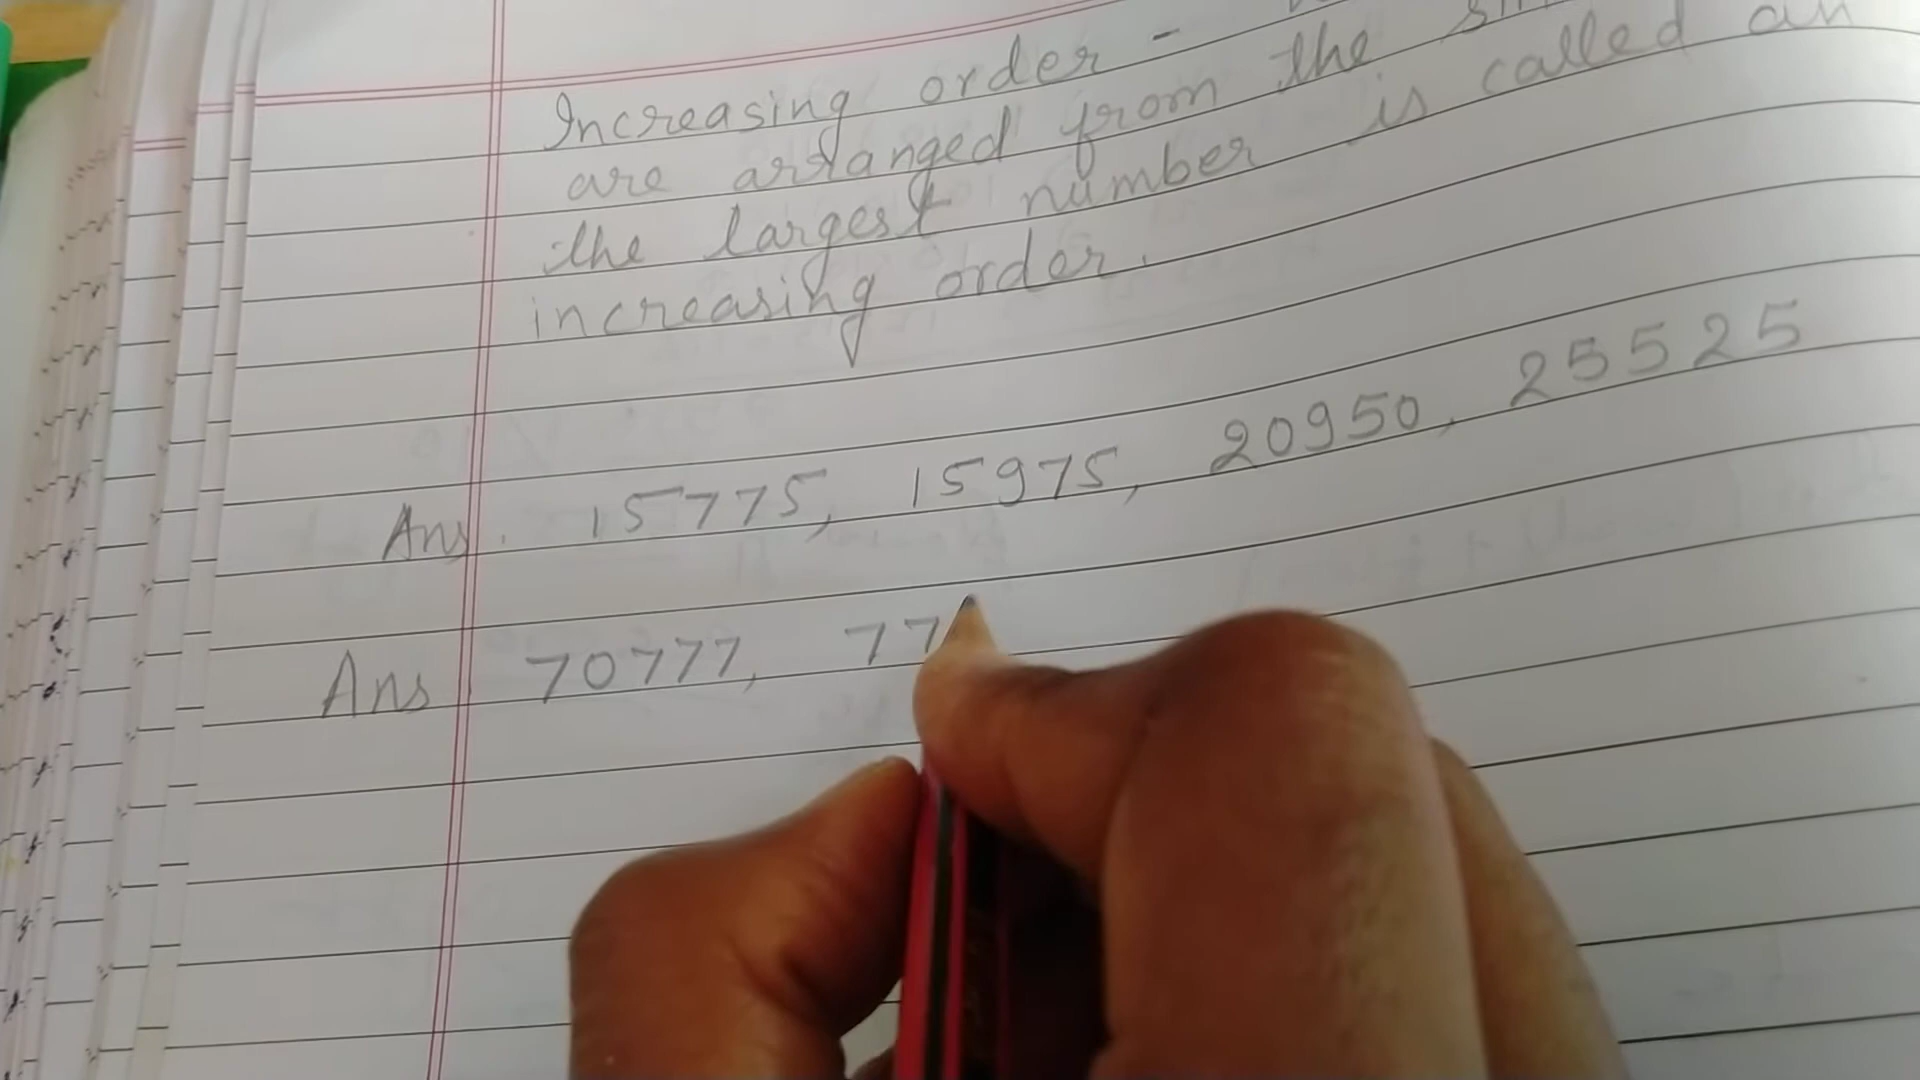 Increasing order -
are arranged from the
the largest number is called an
increasing order.
Ans. 15775, 15975, 20950, 25525
Ans 70777, 77